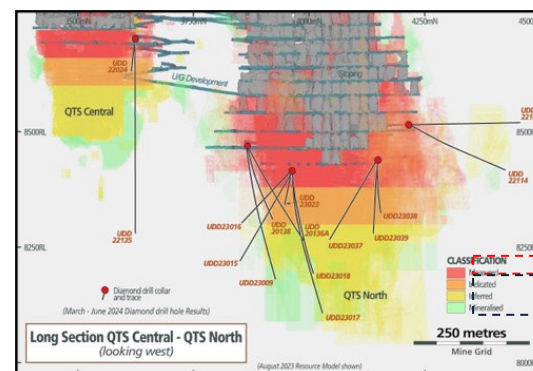 4250mN
UDD
22024
U/G Development
Stoping
QTS Central
8500RL
8500RL
UDD
22114
UDD
23023
UDD23016
UDD
20138
UDD
20136A
UDD23038
UDD23037
UDD23039
UDD
22135
8250RL
UDD23015
UDD23009
UDD23018
CLASSIFICATION
Indicated
Inferred
Mineralised
Diamond drill collar
and trace
QTS North
UDD23017
(March - June 2024 Diamond drill hole Results)
Long Section QTS Central - QTS North
(looking west)
250 metres
Mine Grid
(August 2023 Resource Model shown)